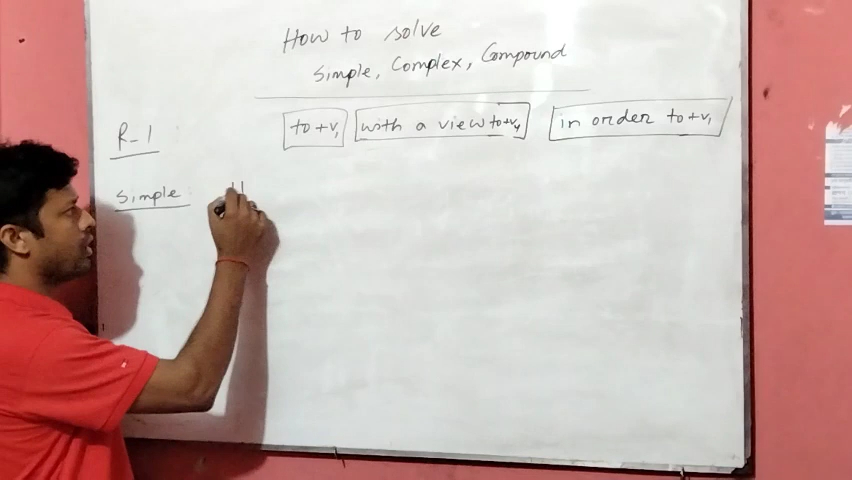 How to solve
Simple, Complex, Compound
R-1
to+v1 with a view to+v4 in order to+v1
Simple: